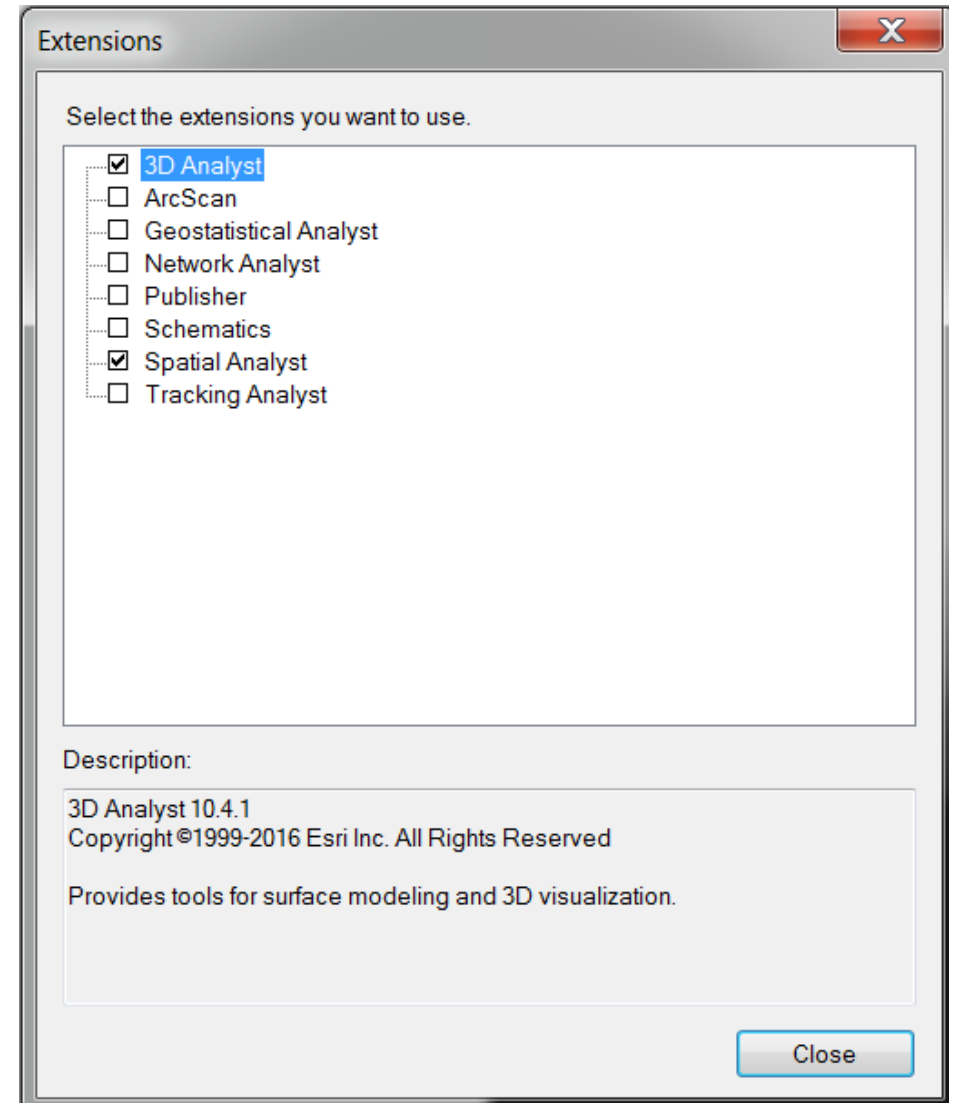 Extensions
Select the extensions you want to use.
3D Analyst
ArcScan
Geostatistical Analyst
Network Analyst
Publisher
Schematics
Spatial Analyst
Tracking Analyst
Description:
3D Analyst 10.4.1
Copyright ©1999-2016 Esri Inc. All Rights Reserved
Provides tools for surface modeling and 3D visualization.
Close